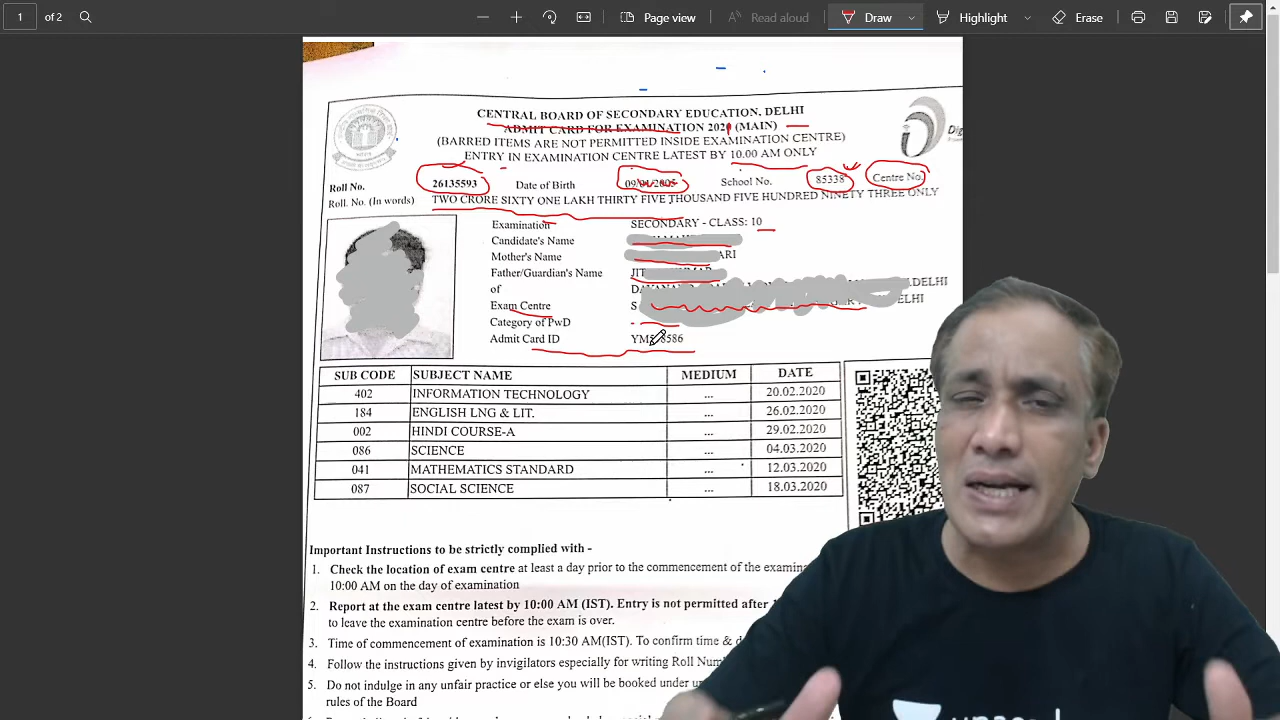 1 of 2 Page view Read aloud Draw Highlight Erase
CENTRAL BOARD OF SECONDARY EDUCATION, DELHI
ADMIT CARD FOR EXAMINATION 2021 (MAIN)
(BARRED ITEMS ARE NOT PERMITTED INSIDE EXAMINATION CENTRE)
ENTRY IN EXAMINATION CENTRE LATEST BY 10.00 AM ONLY
Roll No. 26135593 Date of Birth School No. 85338 Centre No.
Roll. No. (In words) TWO CRORE SIXTY ONE LAKH THIRTY FIVE THOUSAND FIVE HUNDRED NINETY THREE ONLY
Examination SECONDARY - CLASS: 10
Candidate's Name
Mother's Name ARI
Father/Guardian's Name JIT
of ADELHI
Exam Centre S DELHI
Category of PwD
Admit Card ID 8586
SUB CODE SUBJECT NAME MEDIUM DATE
402 INFORMATION TECHNOLOGY ... 20.02.2020
184 ENGLISH LNG & LIT. ... 26.02.2020
002 HINDI COURSE-A ... 29.02.2020
086 SCIENCE ... 04.03.2020
041 MATHEMATICS STANDARD ... 12.03.2020
087 SOCIAL SCIENCE ... 18.03.2020
Important Instructions to be strictly complied with -
1. Check the location of exam centre at least a day prior to the commencement of the examina
10:00 AM on the day of examination
2. Report at the exam centre latest by 10:00 AM (IST). Entry is not permitted after 1
to leave the examination centre before the exam is over.
3. Time of commencement of examination is 10:30 AM(IST). To confirm time & d
4. Follow the instructions given by invigilators especially for writing Roll Num
5. Do not indulge in any unfair practice or else you will be booked under u
rules of the Board